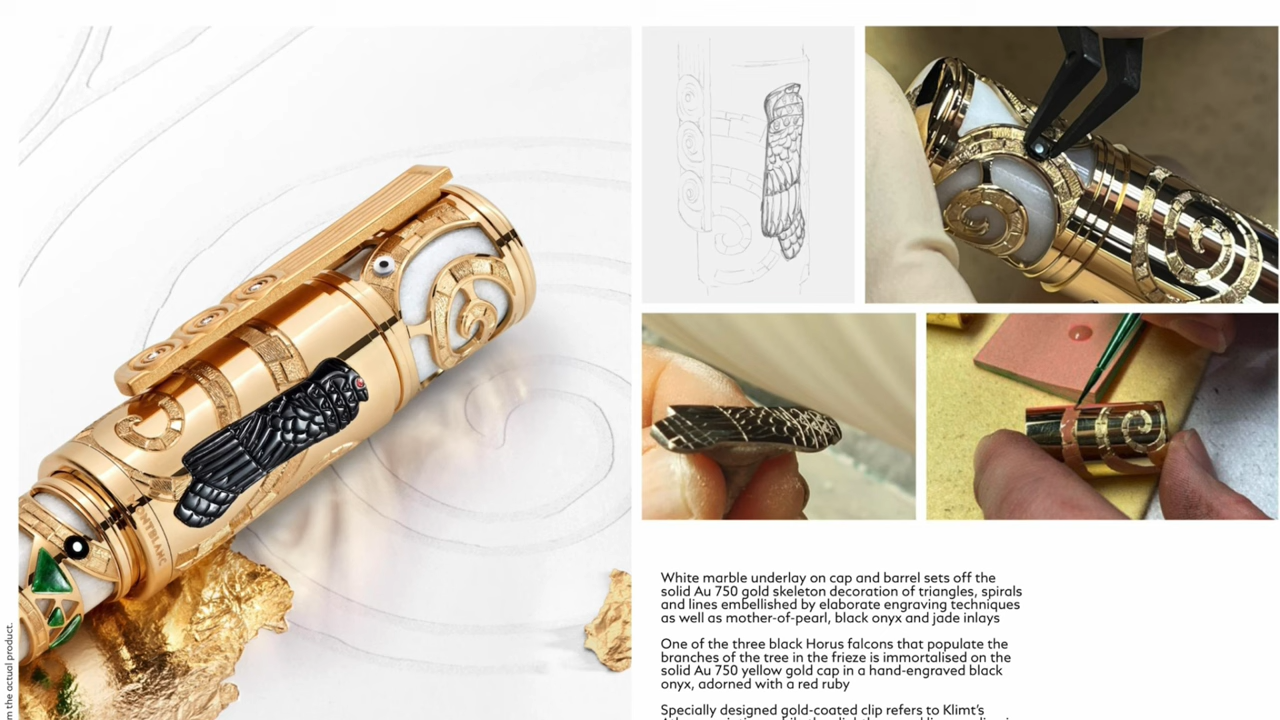 m the actual product.
NTBLANC
White marble underlay on cap and barrel sets off the
solid Au 750 gold skeleton decoration of triangles, spirals
and lines embellished by elaborate engraving techniques
as well as mother-of-pearl, black onyx and jade inlays
One of the three black Horus falcons that populate the
branches of the tree in the frieze is immortalised on the
solid Au 750 yellow gold cap in a hand-engraved black
onyx, adorned with a red ruby
Specially designed gold-coated clip refers to Klimt's